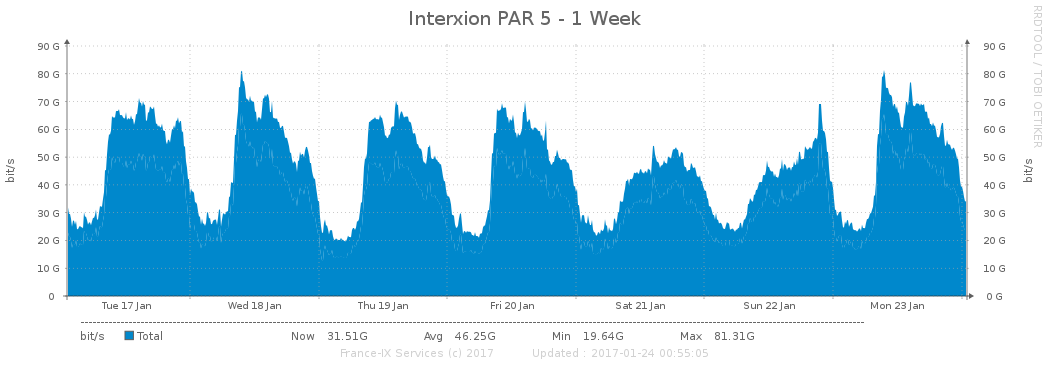 Interxion PAR 5 - 1 Week
RRDTOOL / TOBI OETIKER
90 G 90 G
80 G 80 G
70 G 70 G
60 G 60 G
50 G 50 G
40 G 40 G
30 G 30 G
20 G 20 G
10 G 10 G
0 0 G
bit/s
bit/s
Tue 17 Jan Wed 18 Jan Thu 19 Jan Fri 20 Jan Sat 21 Jan Sun 22 Jan Mon 23 Jan
bit/s Total Now 31.51G Avg 46.25G Min 19.64G Max 81.31G
France-IX Services (c) 2017 Updated : 2017-01-24 00:55:05